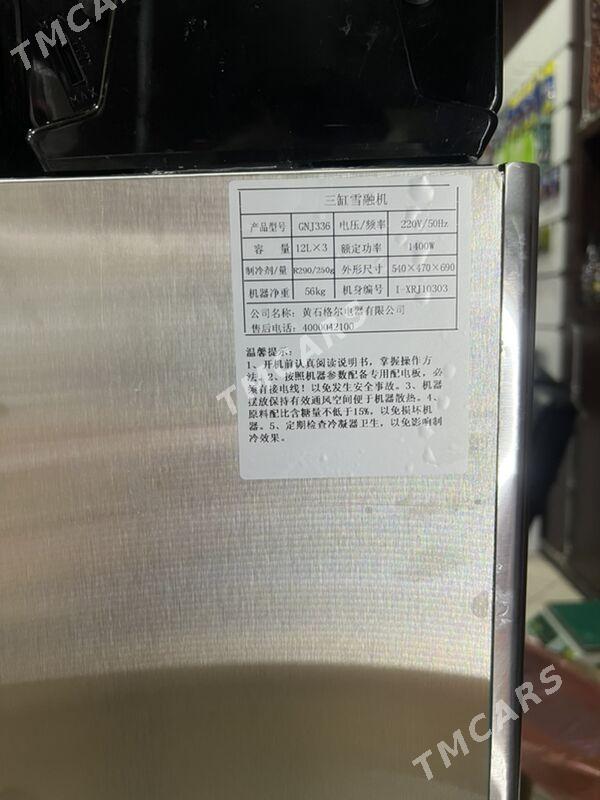 TMCARS
MAX
三缸雪融机
产品型号 GNJ336 电压/频率 220V/50Hz
容 量 12L×3 额定功率 1400W
制冷剂/量 R290/250g 外形尺寸 540×470×690
机器净重 56kg 机身编号 I-XRJ10303
公司名称：黄石格尔电器有限公司
售后电话：4000042100
温馨提示：
1、开机前认真阅读说明书，掌握操作方
法。2、按照机器参数配备专用配电板，必
须有接电线！以免发生安全事故。3、机器
摆放保持有效通风空间便于机器散热。4、
原料配比含糖量不低于15%，以免损坏机
器。5、定期检查冷凝器卫生，以免影响制
冷效果。
TMCARS
TMCARS